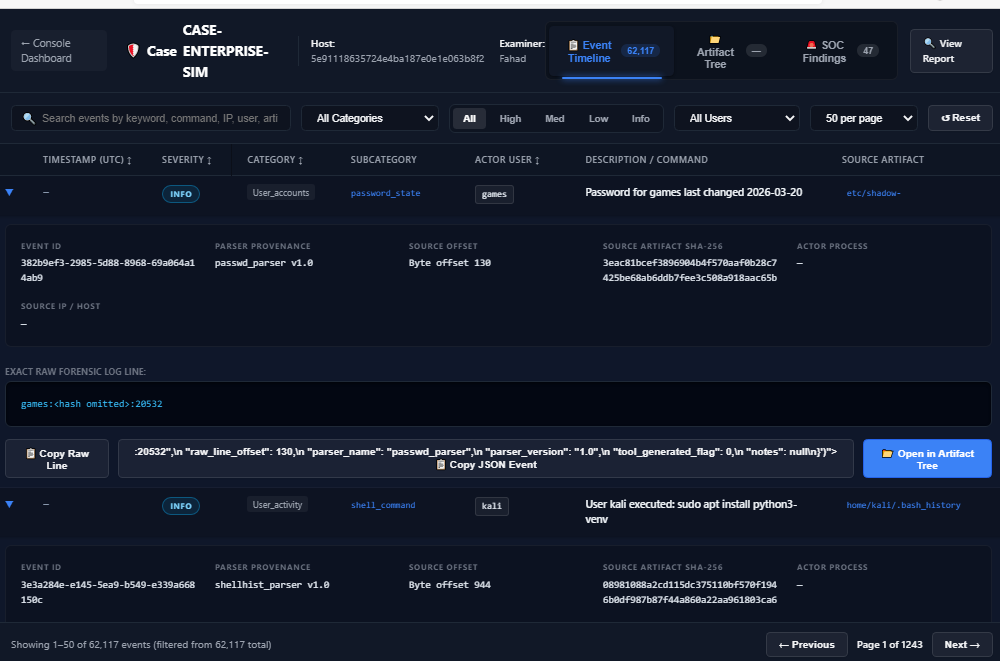 ← Console Dashboard
Case CASE-ENTERPRISE-SIM
Host:
5e91118635724e4ba187e0e1e063b8f2
Examiner:
Fahad
Event Timeline 62,117
Artifact Tree —
SOC Findings 47
View Report
Search events by keyword, command, IP, user, arti
All Categories
All High Med Low Info
All Users
50 per page
↺ Reset
TIMESTAMP (UTC) ↕ SEVERITY ↕ CATEGORY ↕ SUBCATEGORY ACTOR USER ↕ DESCRIPTION / COMMAND SOURCE ARTIFACT
▼ — INFO User_accounts password_state games Password for games last changed 2026-03-20 etc/shadow-
EVENT ID PARSER PROVENANCE SOURCE OFFSET SOURCE ARTIFACT SHA-256 ACTOR PROCESS
382b9ef3-2985-5d88-8968-69a064a1 passwd_parser v1.0 Byte offset 130 3eac81bcef3896904b4f570aaf0b28c7 —
4ab9 425be68ab6ddb7fee3c508a918aac65b
SOURCE IP / HOST
—
EXACT RAW FORENSIC LOG LINE:
games:<hash omitted>:20532
Copy Raw Line
:20532",\n "raw_line_offset": 130,\n "parser_name": "passwd_parser",\n "parser_version": "1.0",\n "tool_generated_flag": 0,\n "notes": null\n}')">
Copy JSON Event
Open in Artifact Tree
▼ — INFO User_activity shell_command kali User kali executed: sudo apt install python3- home/kali/.bash_history
venv
EVENT ID PARSER PROVENANCE SOURCE OFFSET SOURCE ARTIFACT SHA-256 ACTOR PROCESS
3e3a284e-e145-5ea9-b549-e339a668 shellhist_parser v1.0 Byte offset 944 08981088a2cd115dc375110bf570f194 —
150c 6b0df987b87f44a860a22aa961803ca6
Showing 1–50 of 62,117 events (filtered from 62,117 total)
← Previous Page 1 of 1243 Next →